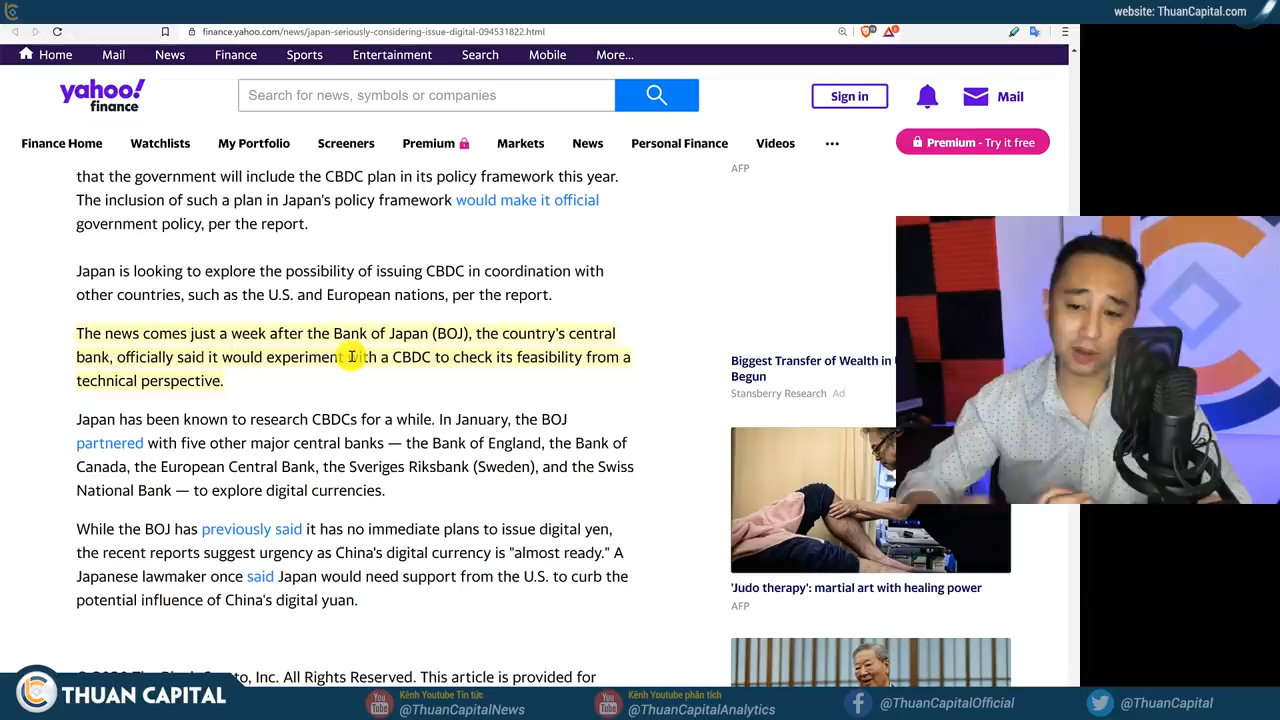 website: ThuanCapital.com
finance.yahoo.com/news/japan-seriously-considering-issue-digital-094531822.html
Home Mail News Finance Sports Entertainment Search Mobile More...
yahoo!
finance
Search for news, symbols or companies
Sign in
Mail
Finance Home Watchlists My Portfolio Screeners Premium Markets News Personal Finance Videos
Premium - Try it free
that the government will include the CBDC plan in its policy framework this year.
The inclusion of such a plan in Japan's policy framework would make it official
government policy, per the report.
Japan is looking to explore the possibility of issuing CBDC in coordination with
other countries, such as the U.S. and European nations, per the report.
The news comes just a week after the Bank of Japan (BOJ), the country's central
bank, officially said it would experiment with a CBDC to check its feasibility from a
technical perspective.
Japan has been known to research CBDCs for a while. In January, the BOJ
partnered with five other major central banks — the Bank of England, the Bank of
Canada, the European Central Bank, the Sveriges Riksbank (Sweden), and the Swiss
National Bank — to explore digital currencies.
While the BOJ has previously said it has no immediate plans to issue digital yen,
the recent reports suggest urgency as China's digital currency is "almost ready." A
Japanese lawmaker once said Japan would need support from the U.S. to curb the
potential influence of China's digital yuan.
Inc. All Rights Reserved. This article is provided for
AFP
Biggest Transfer of Wealth in
Begun
Stansberry Research Ad
'Judo therapy': martial art with healing power
AFP
THUAN CAPITAL
You
Tube
Kênh Youtube Tin tức
@ThuanCapitalNews
You
Tube
Kênh Youtube phân tích
@ThuanCapitalAnalytics
@ThuanCapitalOfficial
@ThuanCapital